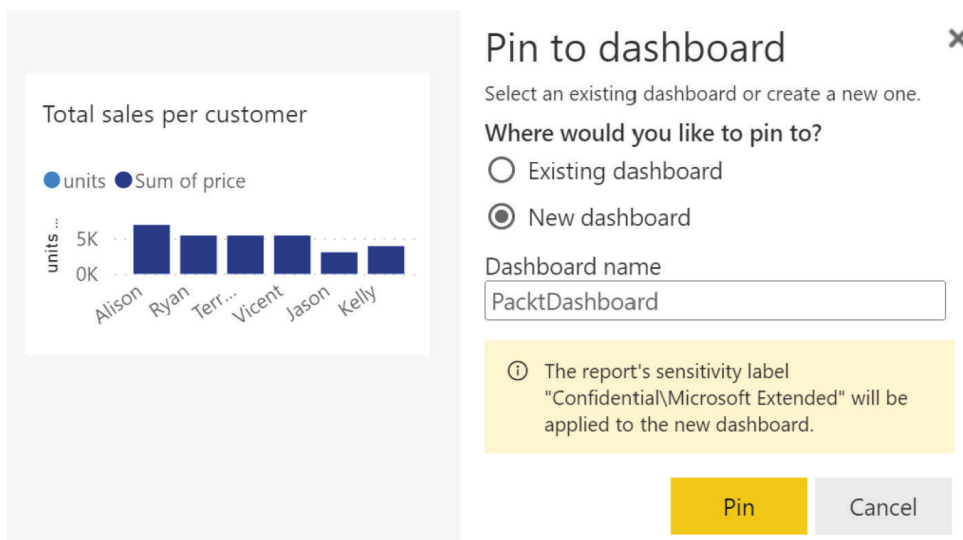 Total sales per customer
units Sum of price
units ...
5K
0K
Alison Ryan Terr... Vicent Jason Kelly
Pin to dashboard
Select an existing dashboard or create a new one.
Where would you like to pin to?
Existing dashboard
New dashboard
Dashboard name
PacktDashboard
The report's sensitivity label
"Confidential\Microsoft Extended" will be
applied to the new dashboard.
Pin Cancel